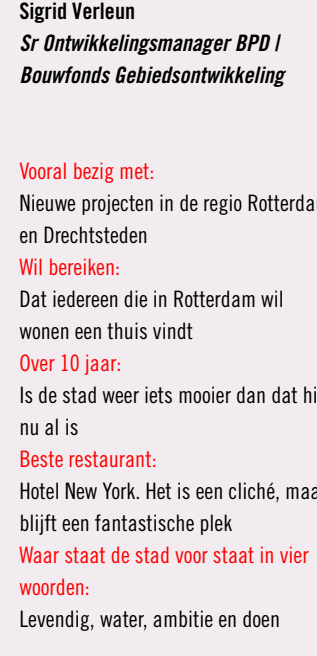 Sigrid Verleun
Sr Ontwikkelingsmanager BPD |
Bouwfonds Gebiedsontwikkeling
Vooral bezig met:
Nieuwe projecten in de regio Rotterda
en Drechtsteden
Wil bereiken:
Dat iedereen die in Rotterdam wil
wonen een thuis vindt
Over 10 jaar:
Is de stad weer iets mooier dan dat hi
nu al is
Beste restaurant:
Hotel New York. Het is een cliché, maa
blijft een fantastische plek
Waar staat de stad voor staat in vier
woorden:
Levendig, water, ambitie en doen